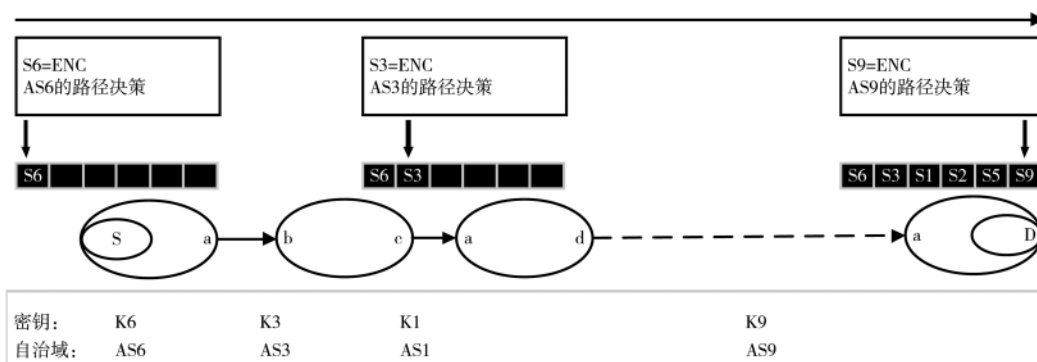 S6=ENC
AS6的路径决策
S3=ENC
AS3的路径决策
S9=ENC
AS9的路径决策
S6
S6 S3
S6 S3 S1 S2 S5 S9
S a b c a d a D
密钥： K6 K3 K1 K9
自治域： AS6 AS3 AS1 AS9